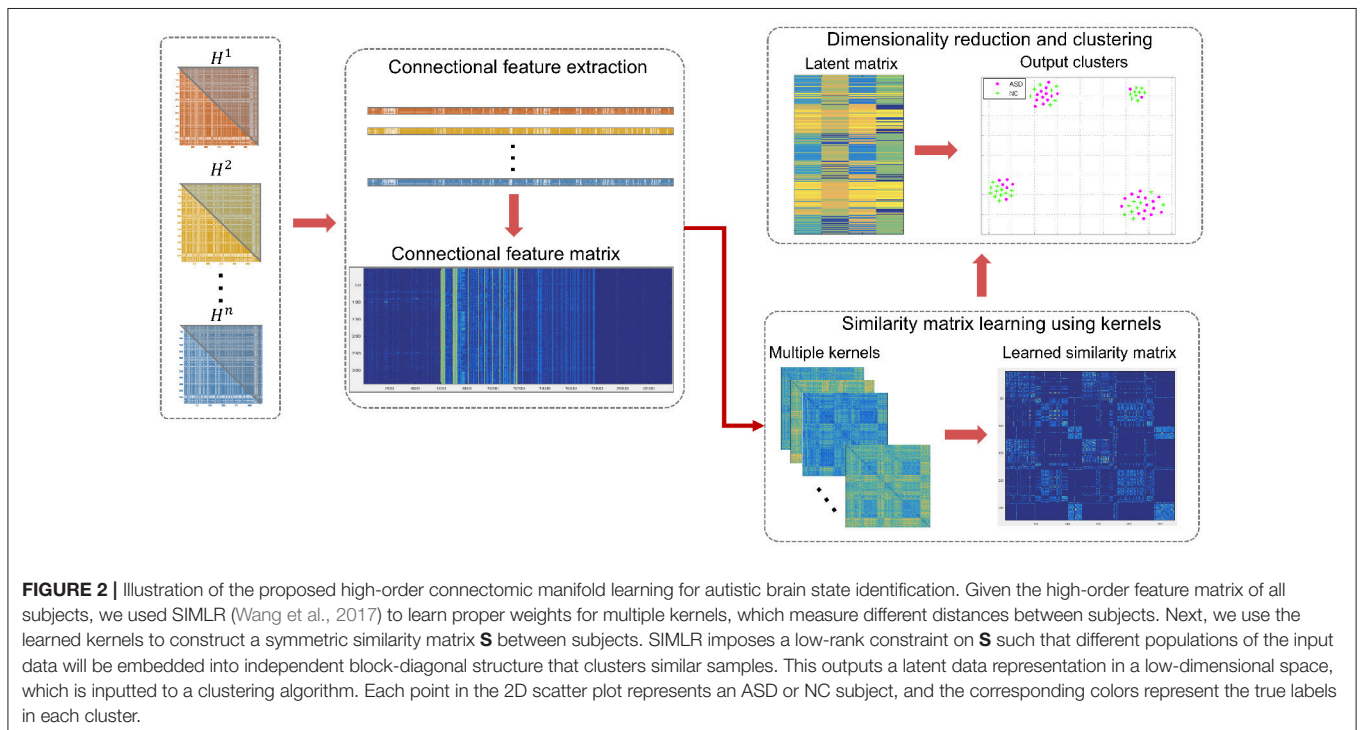 H¹
H²
Hⁿ
Connectional feature extraction
Connectional feature matrix
Dimensionality reduction and clustering
Latent matrix
Output clusters
ASD
NC
Similarity matrix learning using kernels
Multiple kernels
Learned similarity matrix
FIGURE 2 | Illustration of the proposed high-order connectomic manifold learning for autistic brain state identification. Given the high-order feature matrix of all
subjects, we used SIMLR (Wang et al., 2017) to learn proper weights for multiple kernels, which measure different distances between subjects. Next, we use the
learned kernels to construct a symmetric similarity matrix S between subjects. SIMLR imposes a low-rank constraint on S such that different populations of the input
data will be embedded into independent block-diagonal structure that clusters similar samples. This outputs a latent data representation in a low-dimensional space,
which is inputted to a clustering algorithm. Each point in the 2D scatter plot represents an ASD or NC subject, and the corresponding colors represent the true labels
in each cluster.